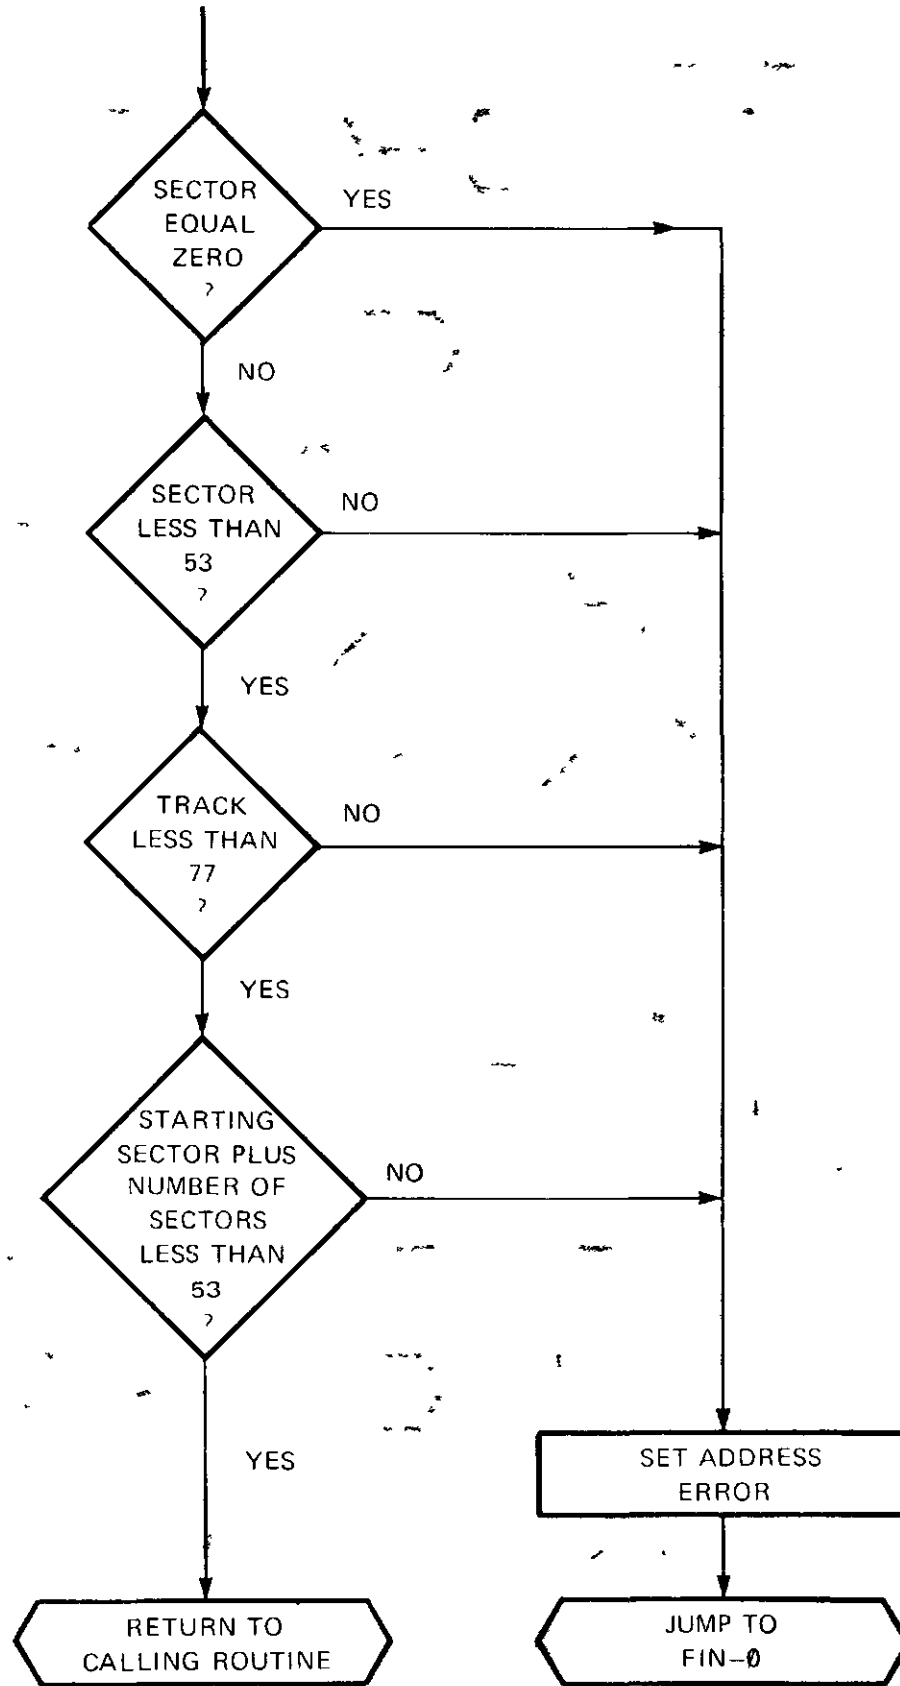 SECTOR
EQUAL
ZERO
?
YES
NO
SECTOR
LESS THAN
53
?
NO
YES
TRACK
LESS THAN
77
?
NO
YES
STARTING
SECTOR PLUS
NUMBER OF
SECTORS
LESS THAN
53
?
NO
YES
SET ADDRESS
ERROR
RETURN TO
CALLING ROUTINE
JUMP TO
FIN-0